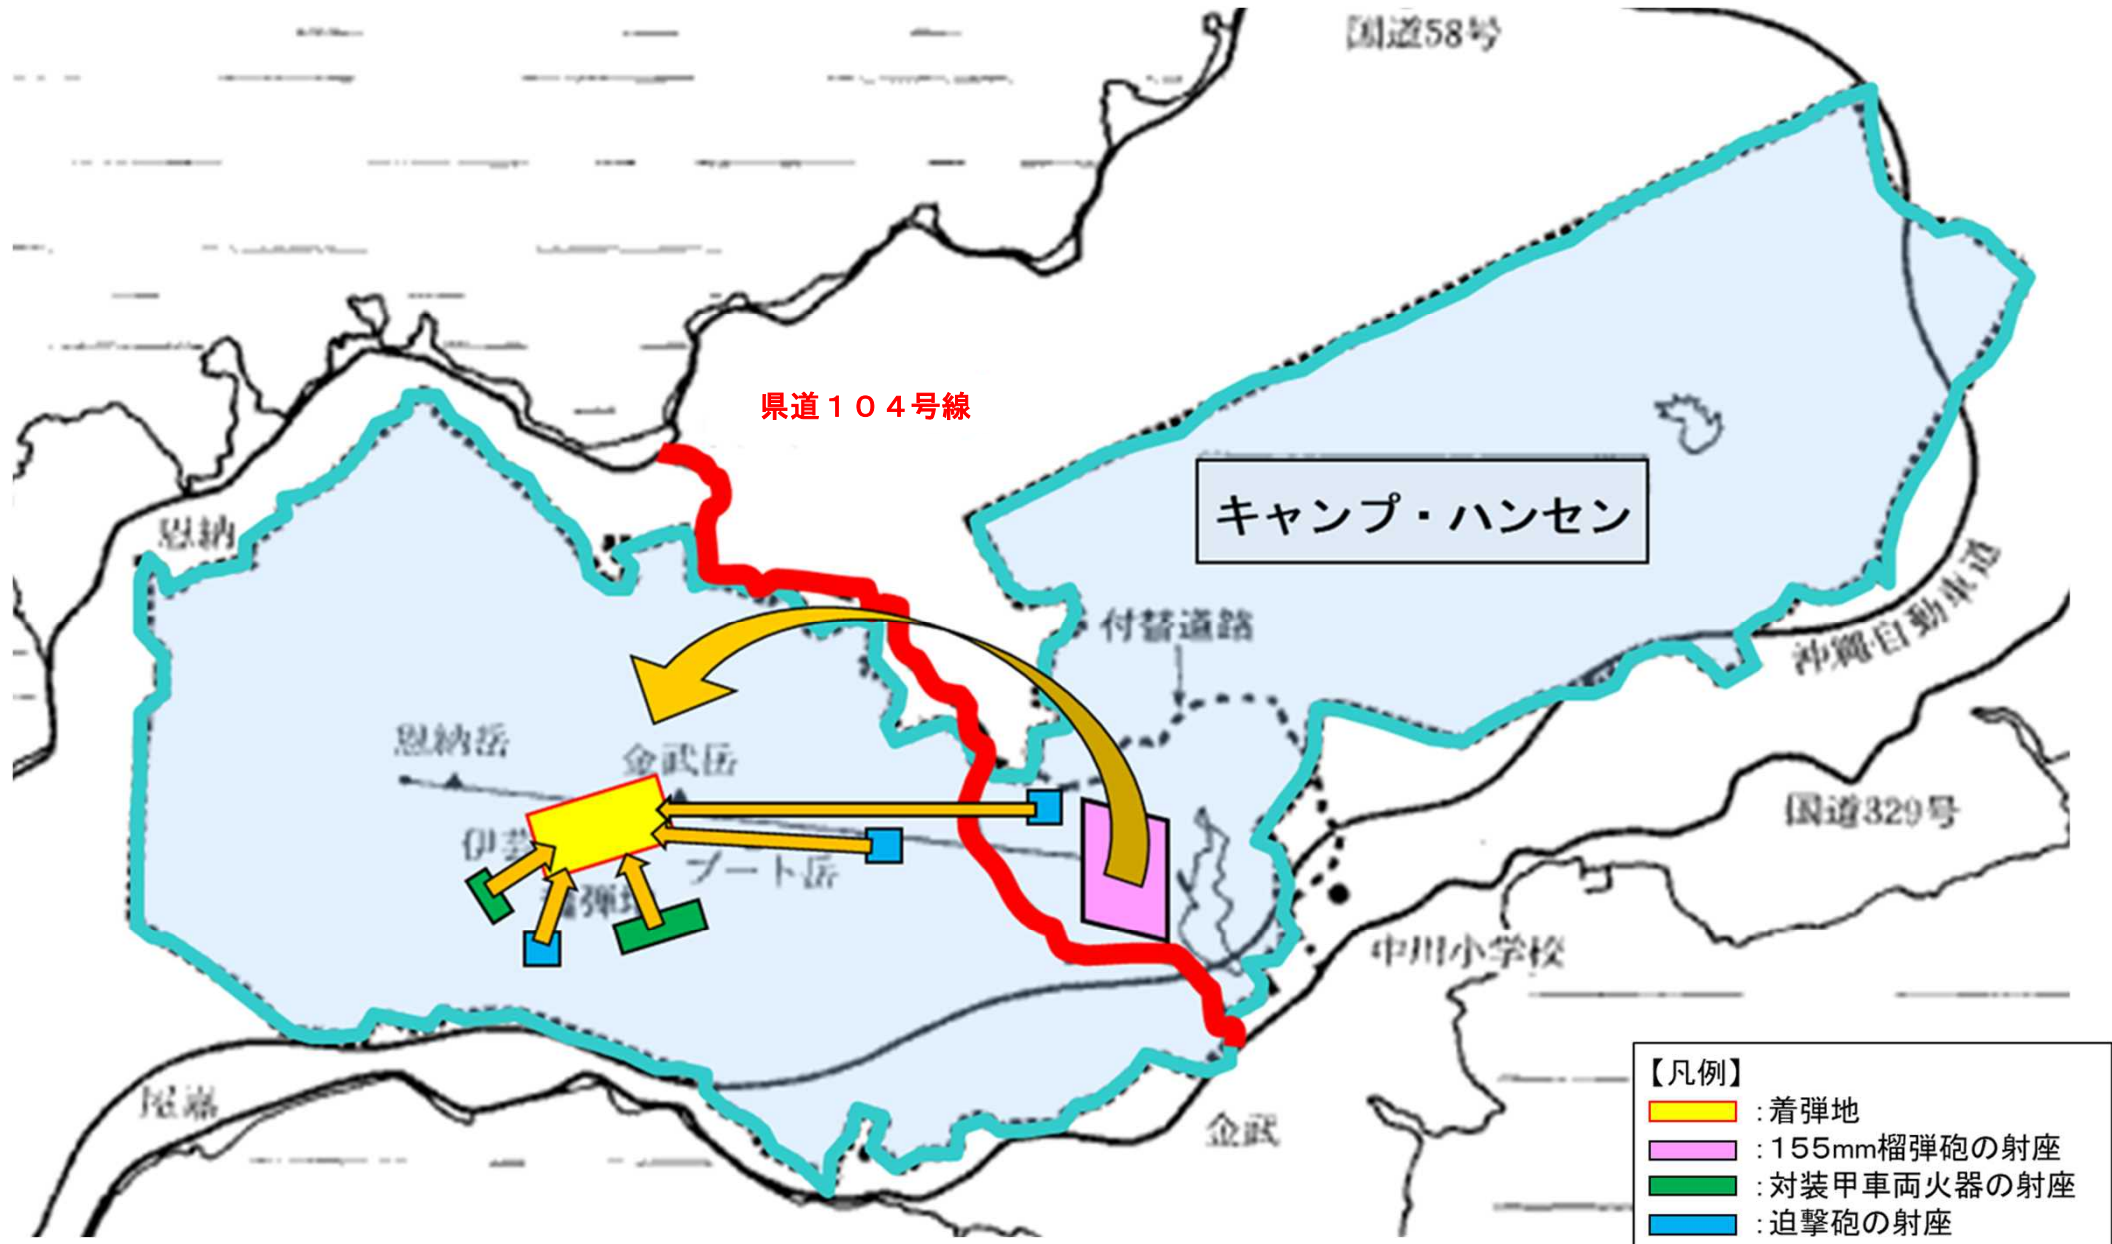 国道58号
県道１０４号線
キャンプ・ハンセン
恩納
沖縄自動車道
付替道路
恩納岳
金武岳
国道329号
伊芸
ブート岳
着弾地
中川小学校
屋嘉
金武
【凡例】
：着弾地
：155mm榴弾砲の射座
：対装甲車両火器の射座
：迫撃砲の射座